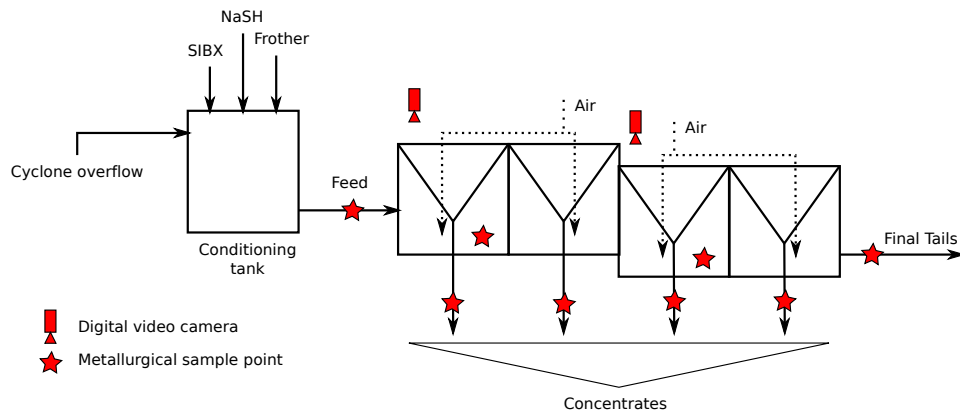 NaSH
SIBX
Frother
Air
Air
Cyclone overflow
Feed
Conditioning
tank
Final Tails
Digital video camera
Metallurgical sample point
Concentrates